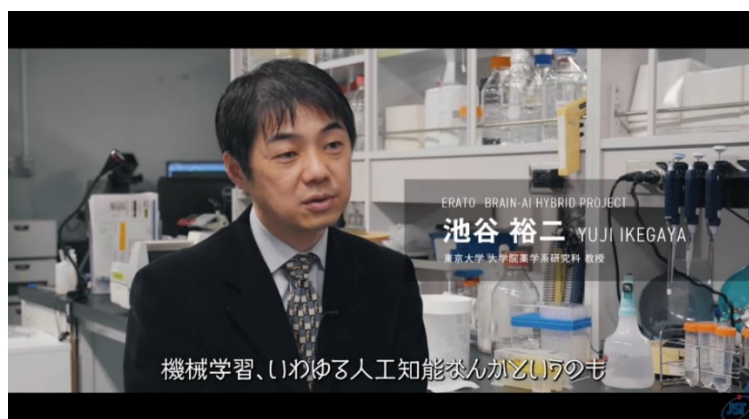 ERATO BRAIN-AI HYBRID PROJECT
池谷 裕二 YUJI IKEGAYA
東京大学 大学院薬学系研究科 教授
機械学習、いわゆる人工知能なんかというのも